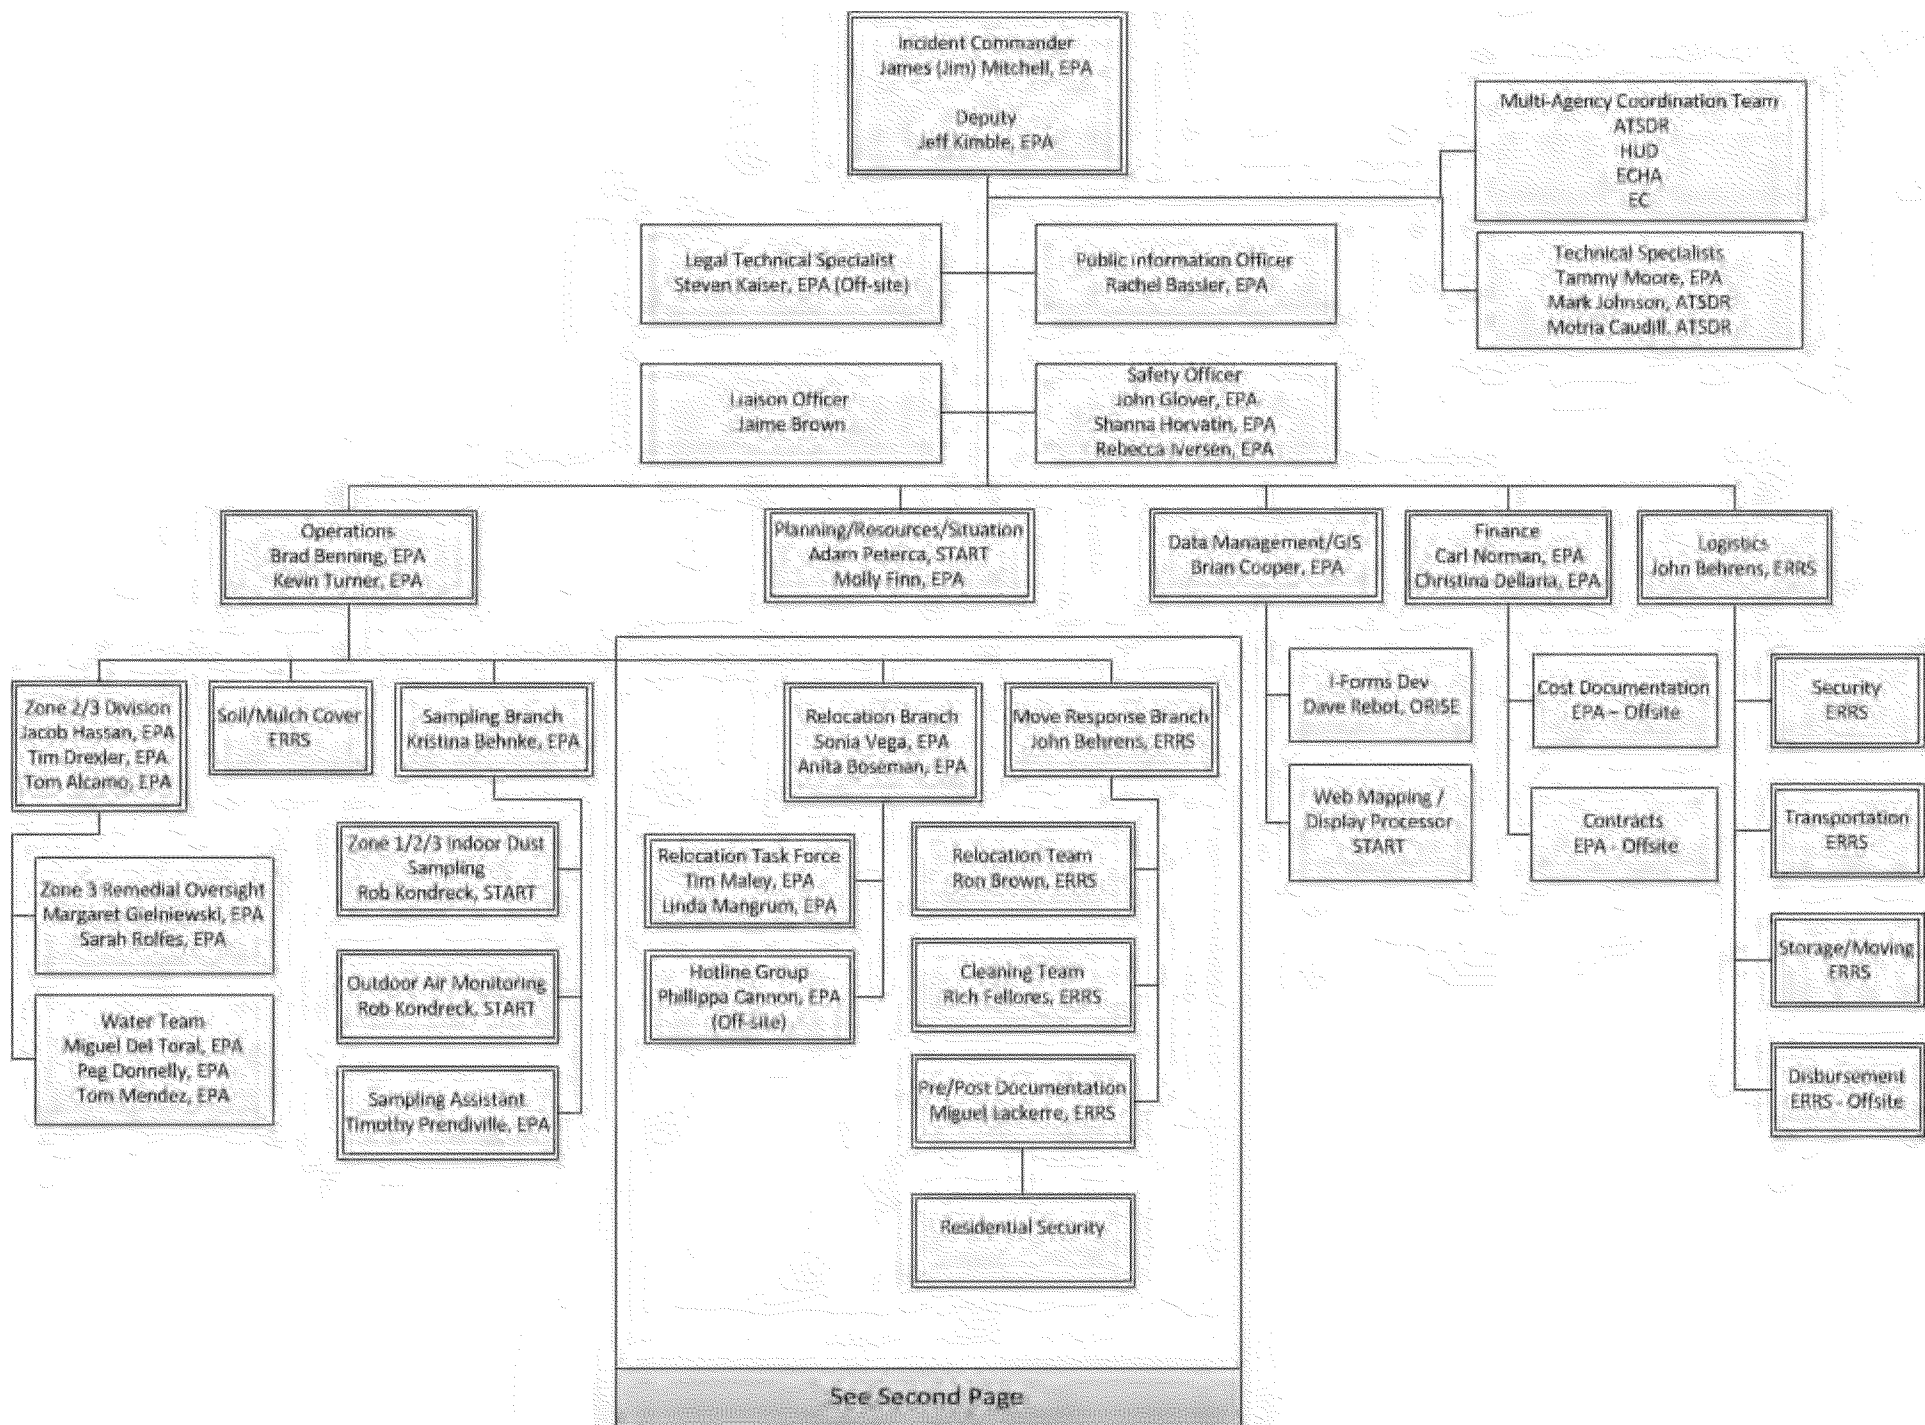 Incident Commander
James (Jim) Mitchell, EPA
Deputy
Jeff Kimble, EPA
Multi-Agency Coordination Team
ATSDR
HUD
ECHA
EC
Technical Specialists
Tammy Moore, EPA
Mark Johnson, ATSDR
Motria Caudill, ATSDR
Legal Technical Specialist
Steven Kaiser, EPA (Off-site)
Public Information Officer
Rachel Bassler, EPA
Liaison Officer
Jaime Brown
Safety Officer
John Glover, EPA
Shanna Horvatin, EPA
Rebecca Iversen, EPA
Operations
Brad Benning, EPA
Kevin Turner, EPA
Planning/Resources/Situation
Adam Peterca, START
Molly Finn, EPA
Data Management/GIS
Brian Cooper, EPA
Finance
Carl Norman, EPA
Christina Dellaria, EPA
Logistics
John Behrens, ERRS
Zone 2/3 Division
Jacob Hassan, EPA
Tim Drexler, EPA
Tom Alcamo, EPA
Soil/Mulch Cover
ERRS
Sampling Branch
Kristina Behnke, EPA
Relocation Branch
Sonia Vega, EPA
Anita Boseman, EPA
Move Response Branch
John Behrens, ERRS
I-Forms Dev
Dave Rebot, ORISE
Cost Documentation
EPA – Offsite
Security
ERRS
Zone 3 Remedial Oversight
Margaret Gielniewski, EPA
Sarah Rolfes, EPA
Water Team
Miguel Del Toral, EPA
Peg Donnelly, EPA
Tom Mendez, EPA
Zone 1/2/3 Indoor Dust
Sampling
Rob Kondreck, START
Outdoor Air Monitoring
Rob Kondreck, START
Sampling Assistant
Timothy Prendiville, EPA
Relocation Task Force
Tim Maley, EPA
Linda Mangrum, EPA
Hotline Group
Phillippa Cannon, EPA
(Off-site)
Relocation Team
Ron Brown, ERRS
Cleaning Team
Rich Fellores, ERRS
Pre/Post Documentation
Miguel Lackerre, ERRS
Residential Security
Web Mapping /
Display Processor
START
Contracts
EPA - Offsite
Transportation
ERRS
Storage/Moving
ERRS
Disbursement
ERRS - Offsite
See Second Page